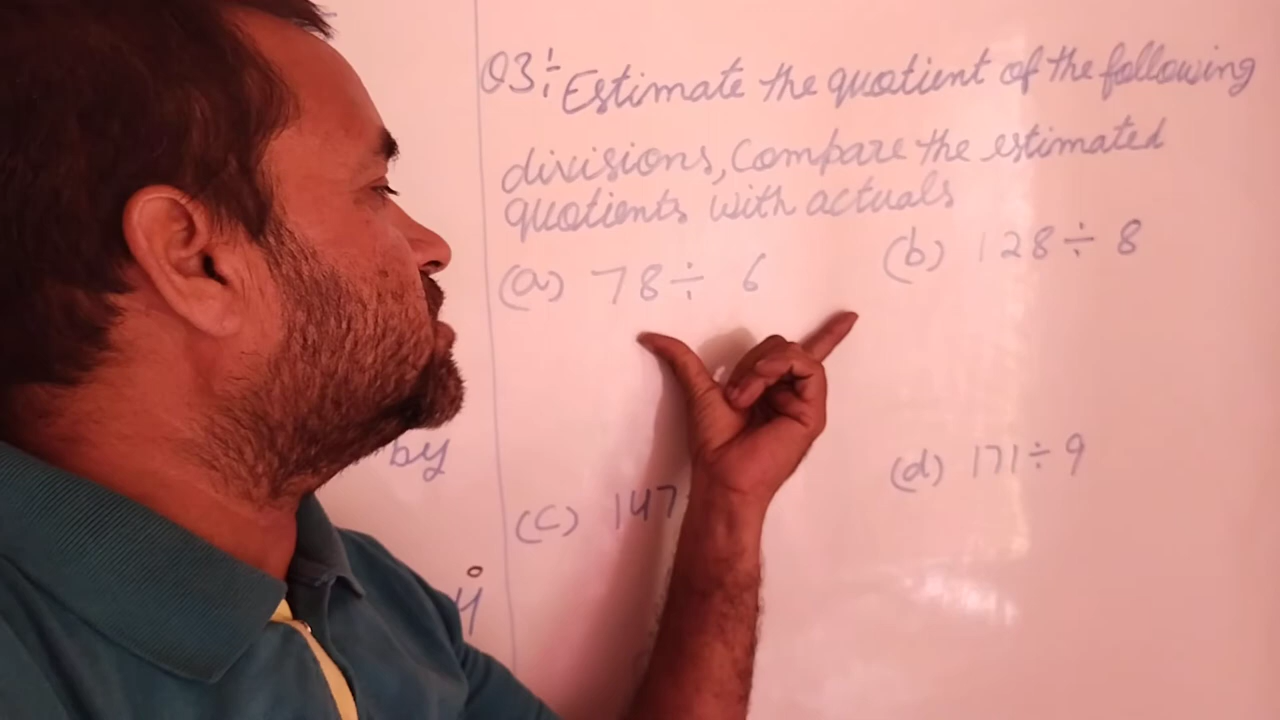 Q3:- Estimate the quotient of the following
divisions, Compare the estimated
quotients with actuals
(a) 78 ÷ 6
(b) 128 ÷ 8
(c) 147
(d) 171 ÷ 9
by